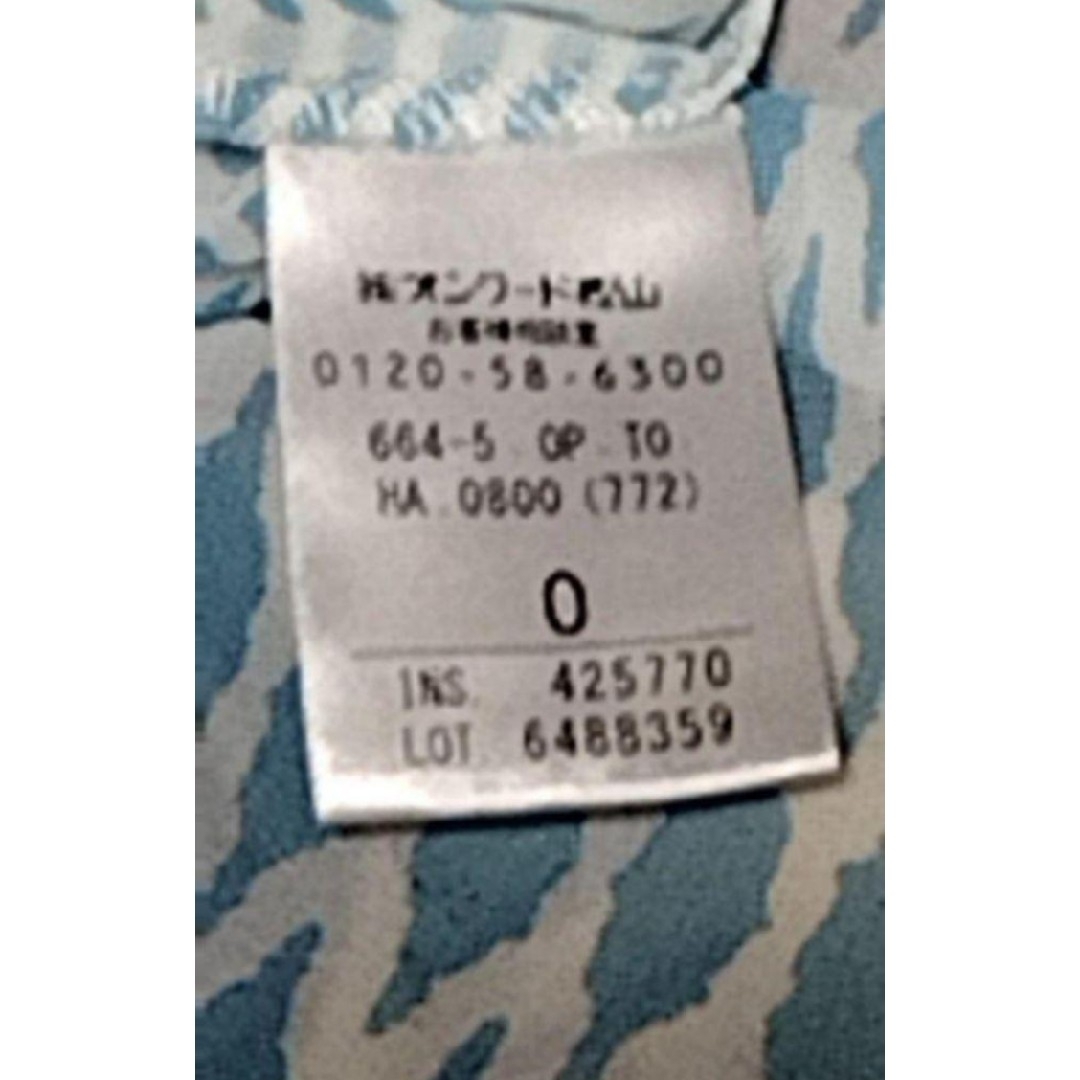 ㈱オンワード樫山
お客様相談室
0120-58-6300
664-5 OP TO
HA 0800 (772)
0
INS. 425770
LOT. 6488359